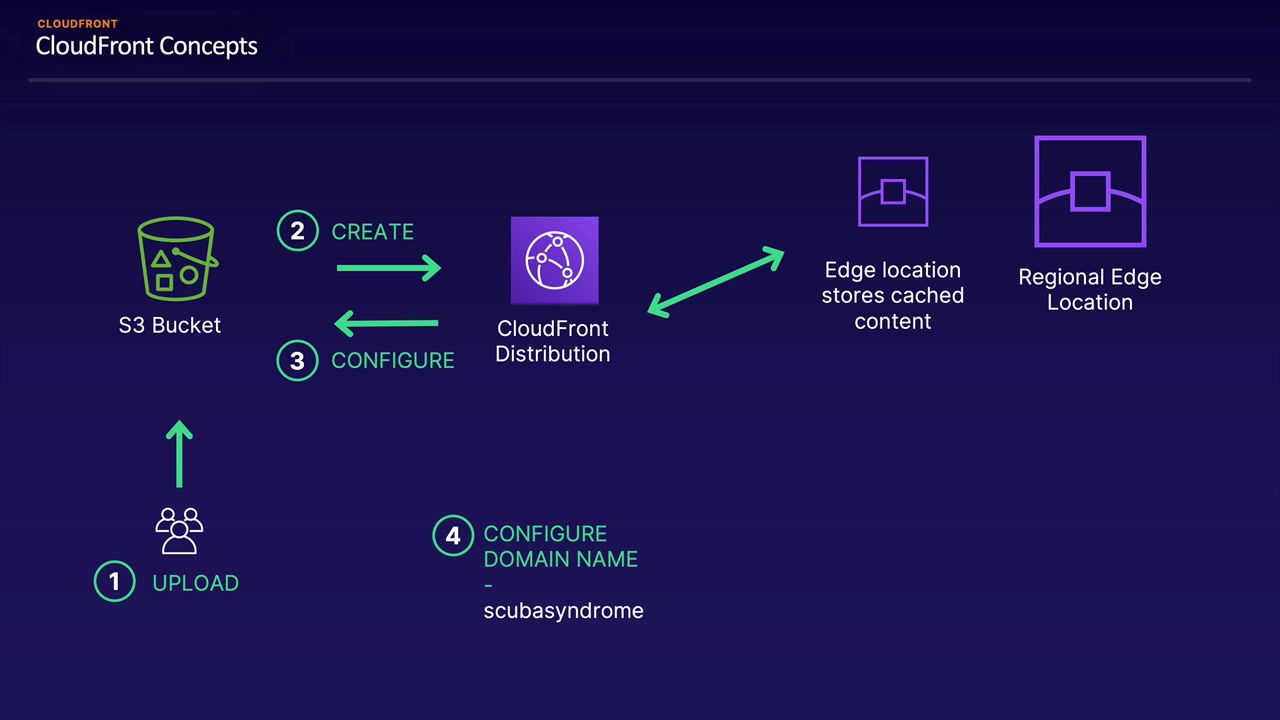 CLOUDFRONT
CloudFront Concepts
2 CREATE
S3 Bucket
3 CONFIGURE
CloudFront
Distribution
Edge location
stores cached
content
Regional Edge
Location
1 UPLOAD
4 CONFIGURE
DOMAIN NAME
-
scubasyndrome